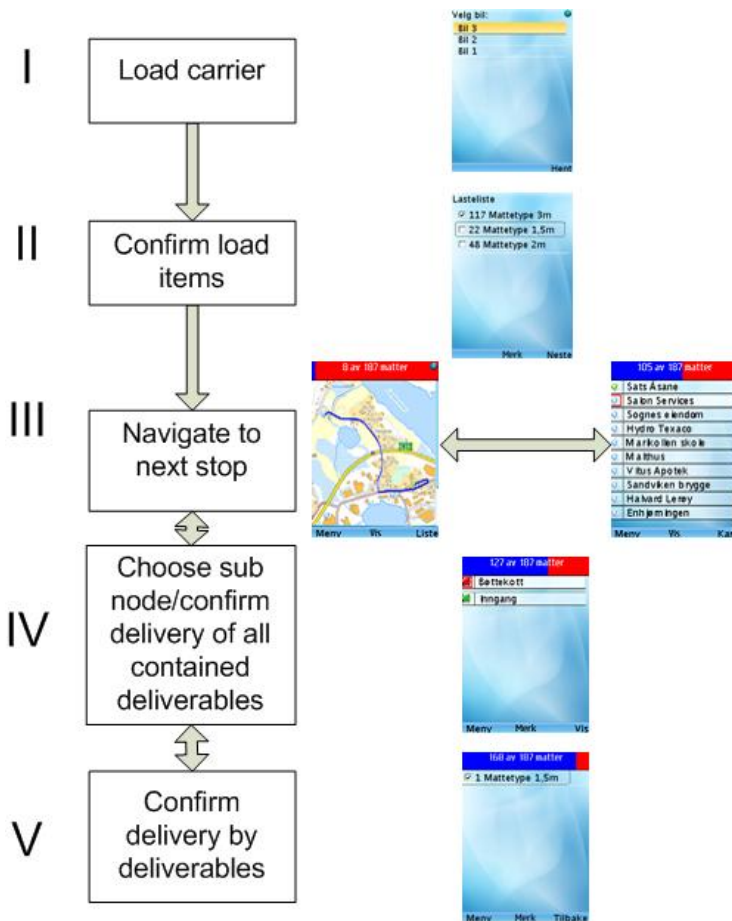 I
Load carrier
Velg bil:
Bil 3
Bil 2
Bil 1
Hent
II
Confirm load
items
Lasteliste
117 Mattetype 3m
22 Mattetype 1,5m
48 Mattetype 2m
Merk Neste
III
Navigate to
next stop
8 av 187 matter
Meny Vis Liste
105 av 187 matter
Sats Åsane
Salon Services
Sognes eiendom
Hydro Texaco
Marikollen skole
Malthus
Vitus Apotek
Sandviken brygge
Halvard Lerøy
Enhjørningen
Meny Vis Kar
IV
Choose sub
node/confirm
delivery of all
contained
deliverables
127 av 187 matter
Bøttekott
Inngang
Meny Merk Vis
V
Confirm
delivery by
deliverables
168 av 187 matter
1 Mattetype 1,5m
Meny Merk Tilbake